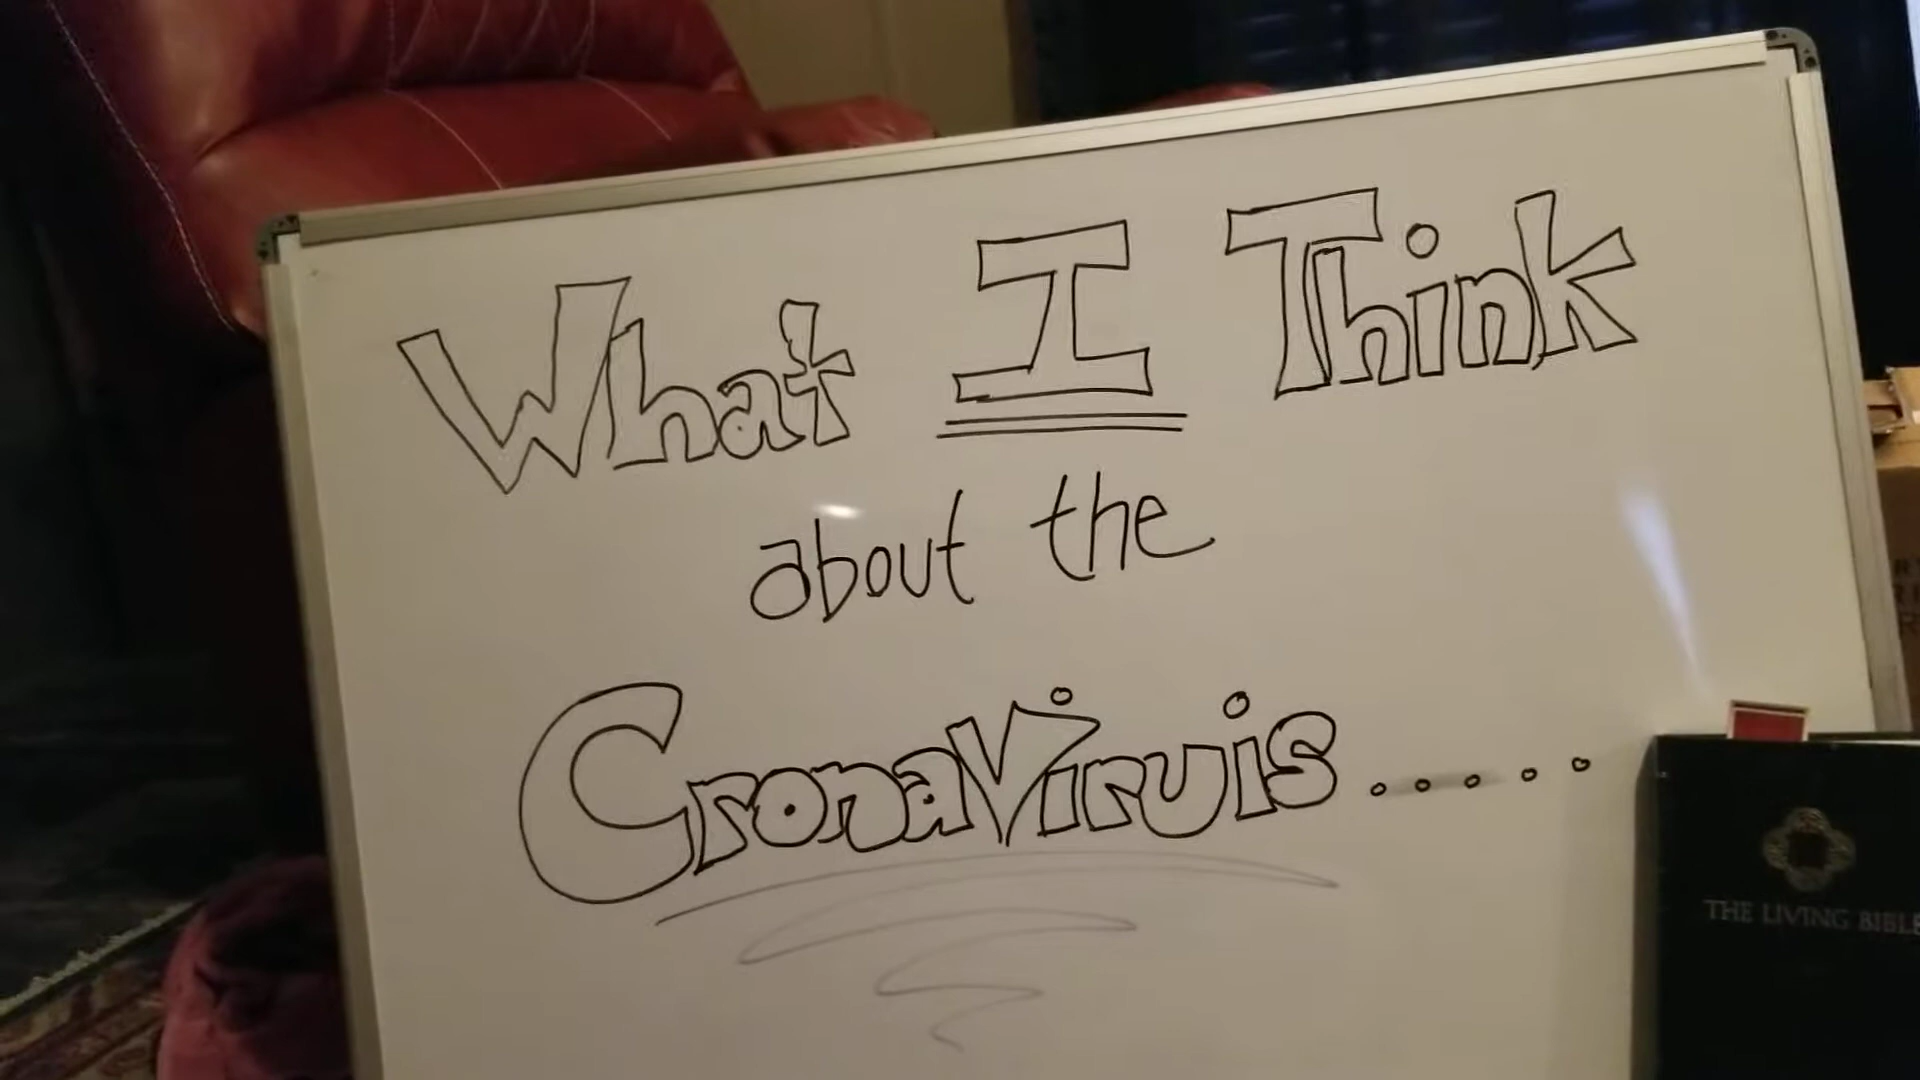 What I Think
about the
CronaViruis.....
THE LIVING BIBLE